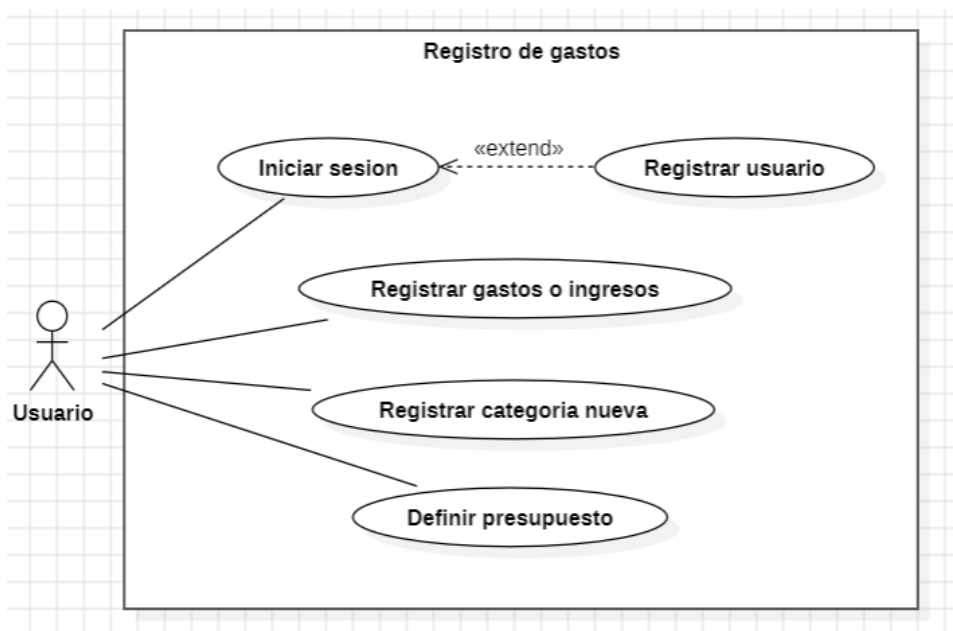 Registro de gastos
«extend»
Iniciar sesion
Registrar usuario
Registrar gastos o ingresos
Usuario
Registrar categoria nueva
Definir presupuesto